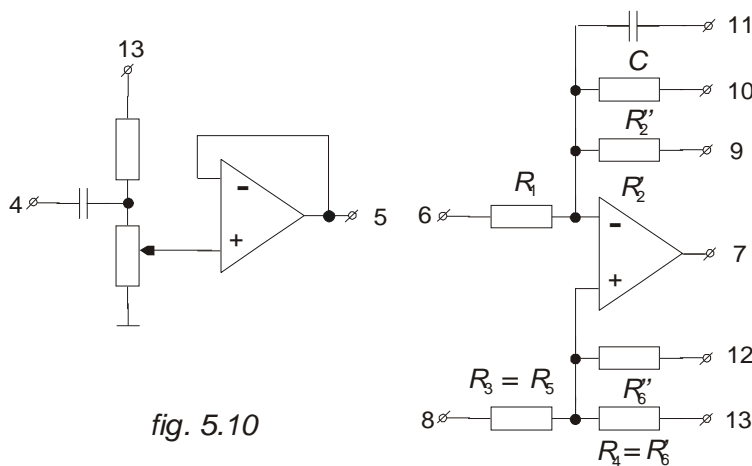 13
4
-
+
5
fig. 5.10
11
C
10
R₂''
9
R₁
R₂'
6
-
+
7
12
R₃ = R₅
R₆''
8
13
R₄ = R₆'